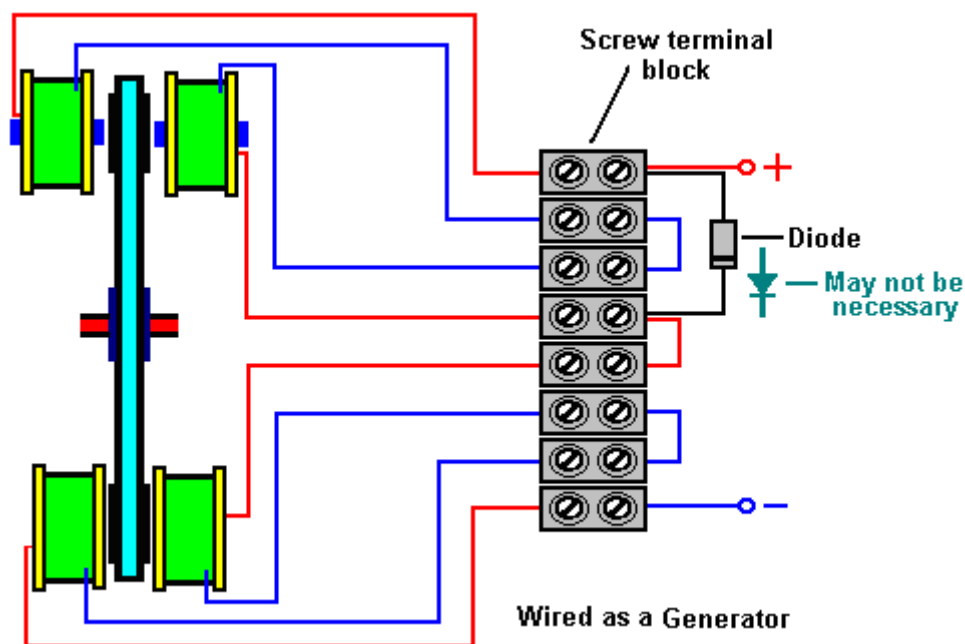 Screw terminal
block
+
Diode
May not be
necessary
-
Wired as a Generator